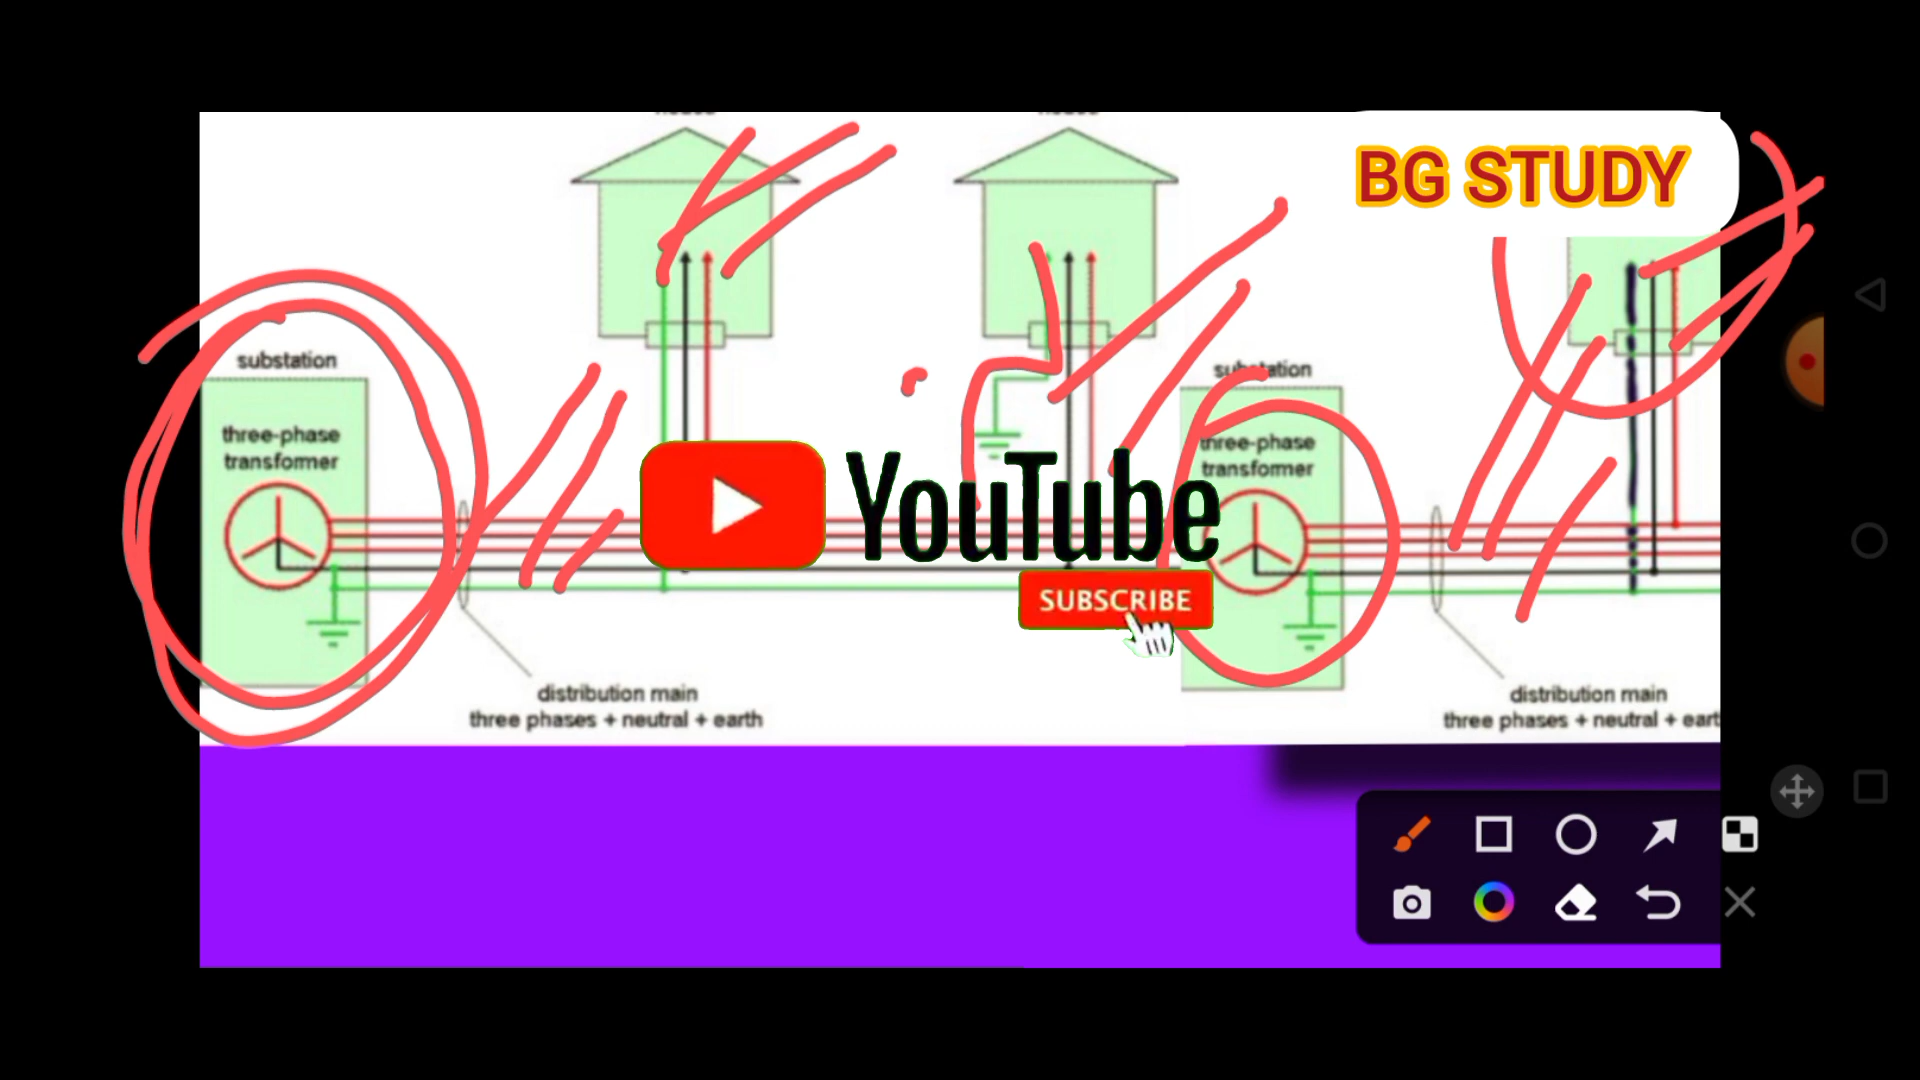 BG STUDY
substation
three-phase
transformer
substation
three-phase
transformer
YouTube
SUBSCRIBE
distribution main
three phases + neutral + earth
distribution main
three phases + neutral + eart